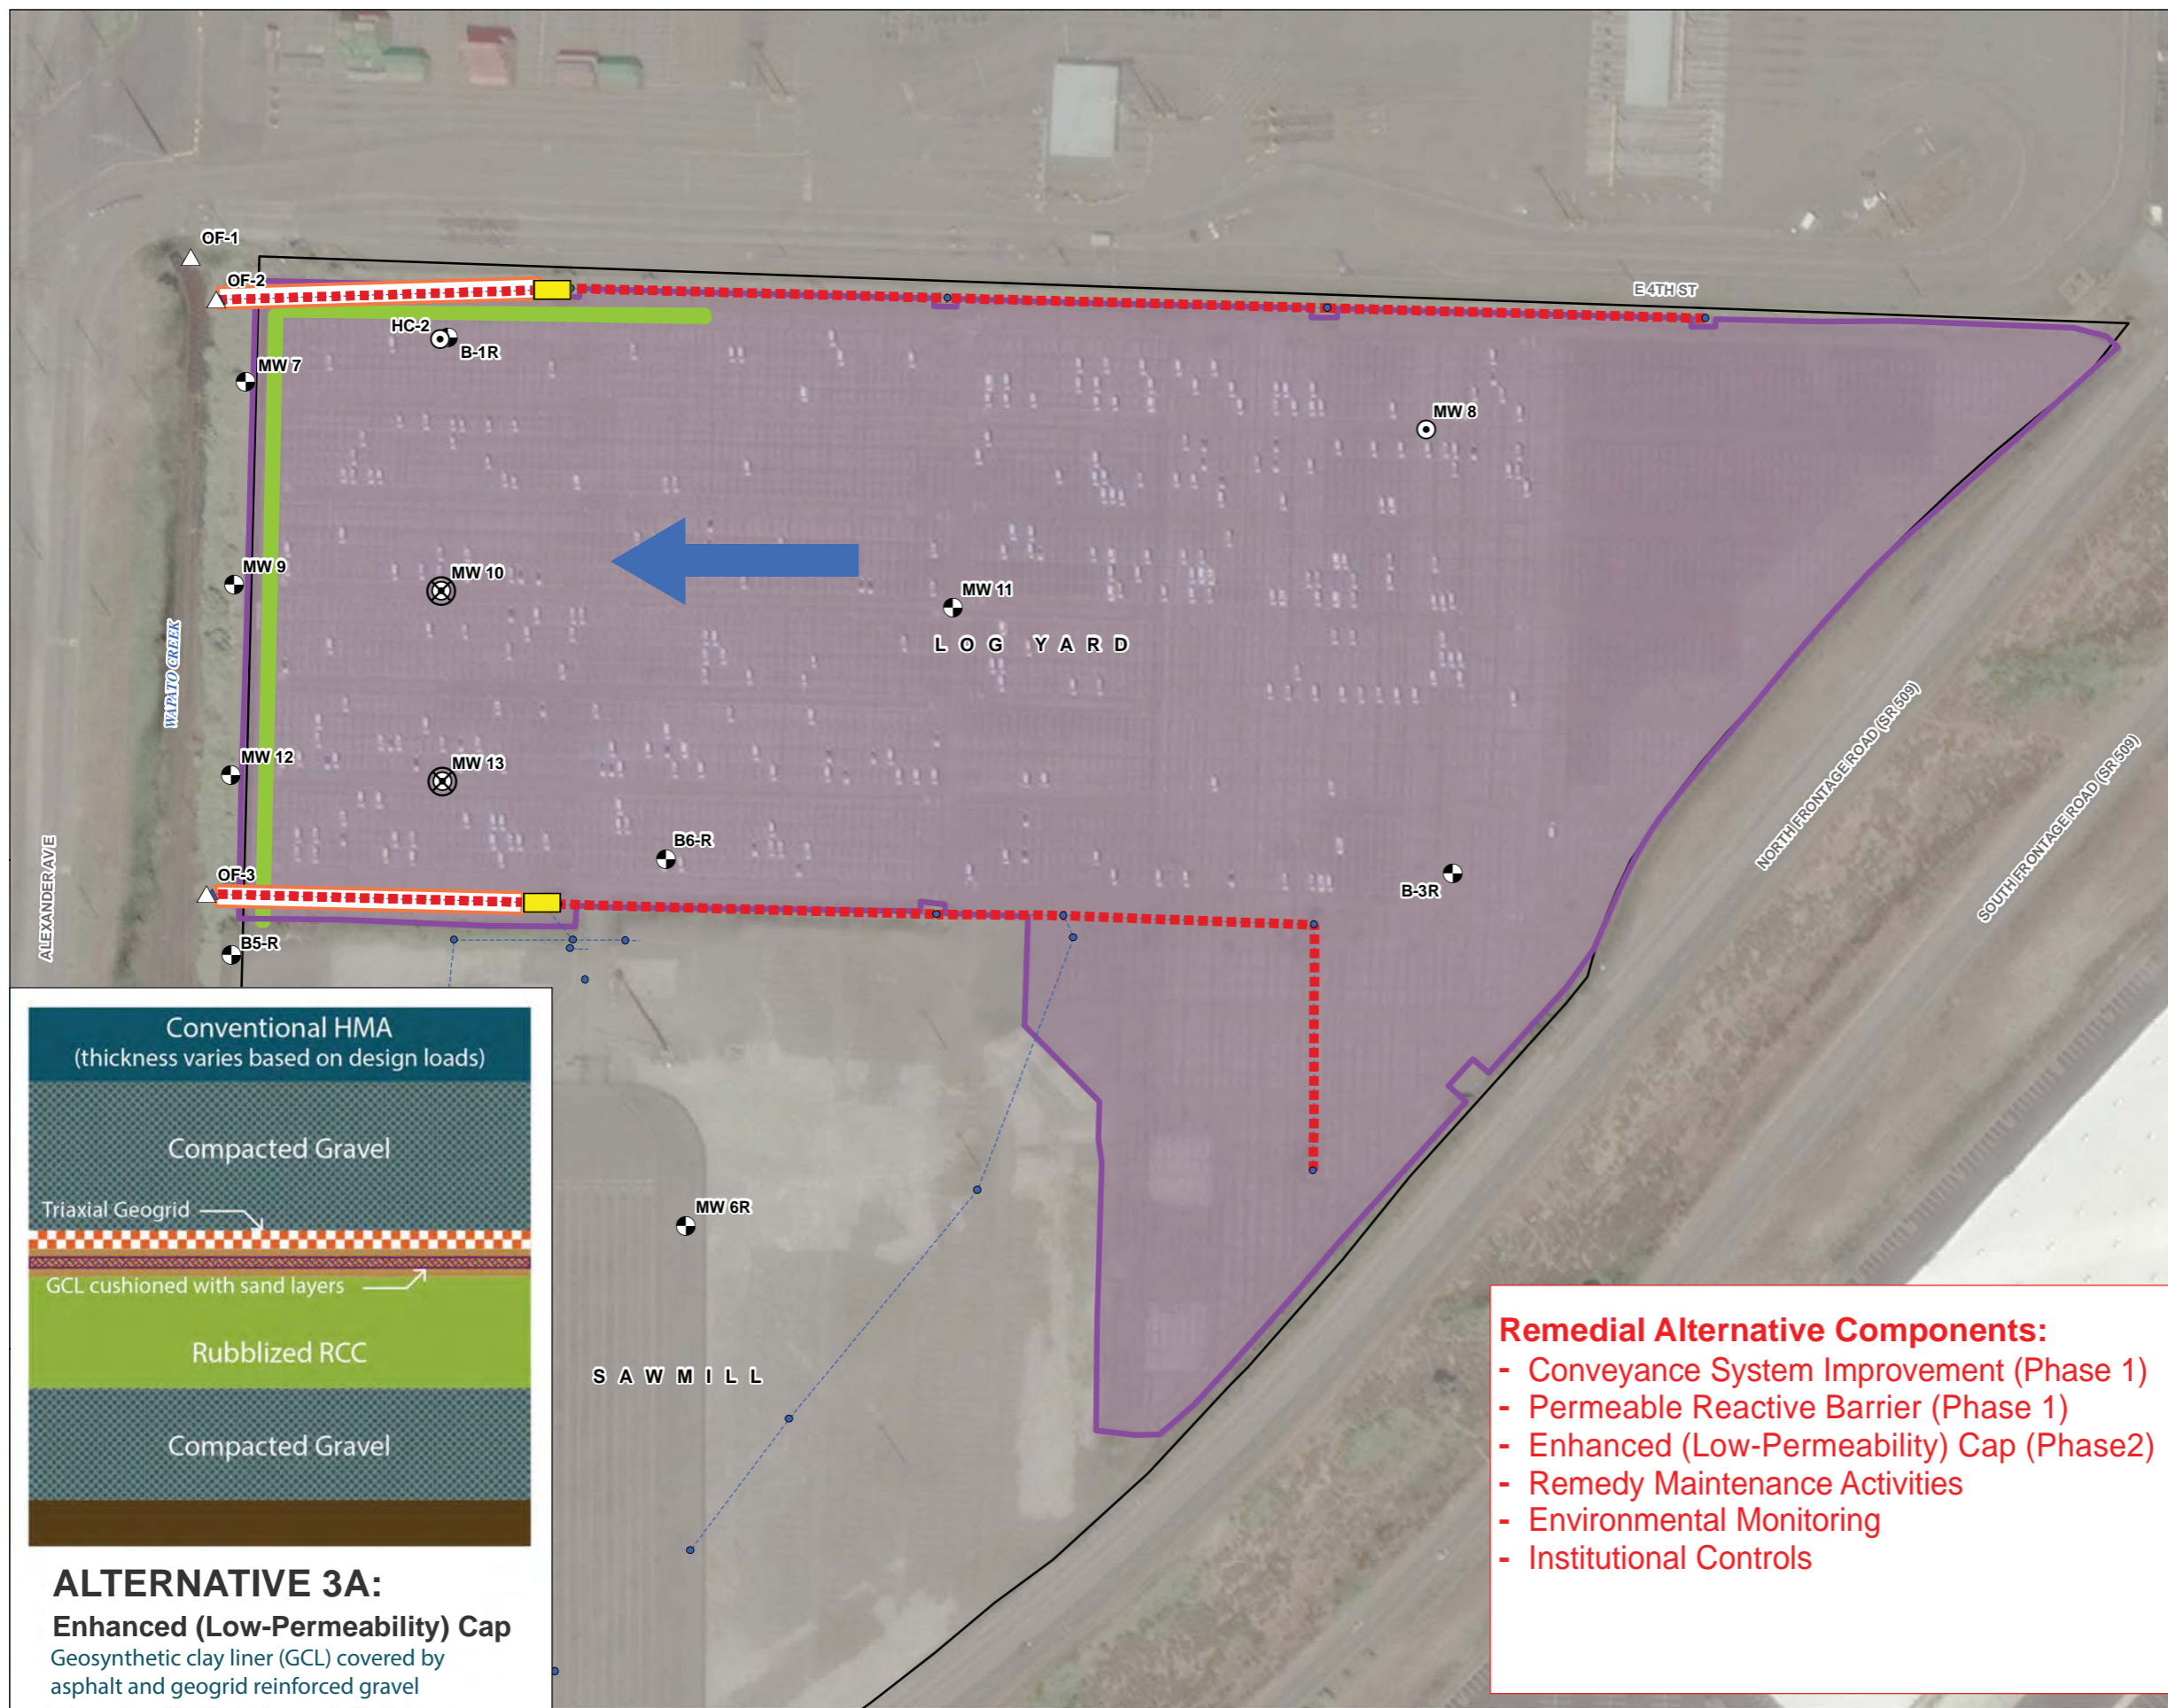 OF-1
OF-2
E 4TH ST
HC-2
B-1R
MW 7
MW 8
MW 9
MW 10
MW 11
LOG YARD
WAPATO CREEK
MW 12
MW 13
NORTH FRONTAGE ROAD (SR 509)
SOUTH FRONTAGE ROAD (SR 509)
B6-R
B-3R
OF-3
ALEXANDER AV E
B5-R
MW 6R
SAWMILL
Conventional HMA
(thickness varies based on design loads)
Compacted Gravel
Triaxial Geogrid
GCL cushioned with sand layers
Rubblized RCC
Compacted Gravel
ALTERNATIVE 3A:
Enhanced (Low-Permeability) Cap
Geosynthetic clay liner (GCL) covered by
asphalt and geogrid reinforced gravel
Remedial Alternative Components:
- Conveyance System Improvement (Phase 1)
- Permeable Reactive Barrier (Phase 1)
- Enhanced (Low-Permeability) Cap (Phase2)
- Remedy Maintenance Activities
- Environmental Monitoring
- Institutional Controls